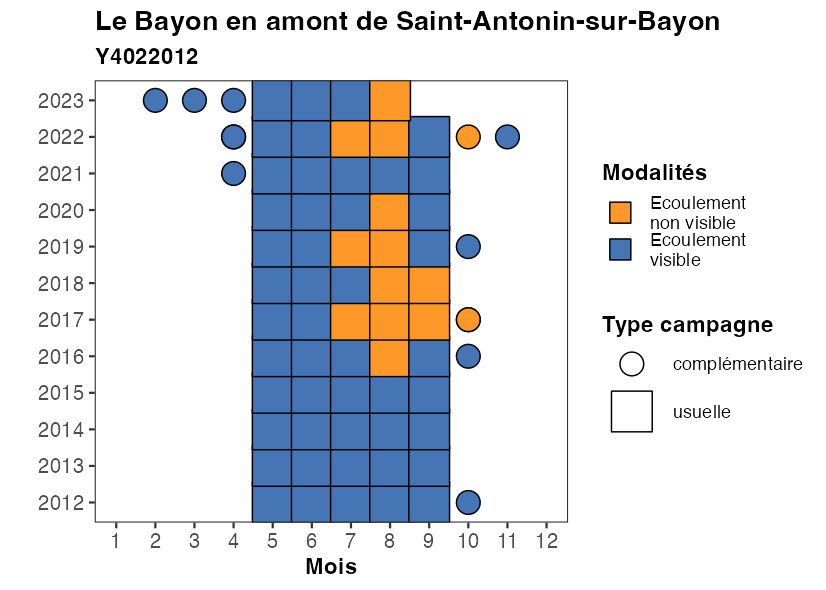 Le Bayon en amont de Saint-Antonin-sur-Bayon
Y4022012
2023
2022
2021
2020
2019
2018
2017
2016
2015
2014
2013
2012
1 2 3 4 5 6 7 8 9 10 11 12
Mois
Modalités
Ecoulement
non visible
Ecoulement
visible
Type campagne
complémentaire
usuelle